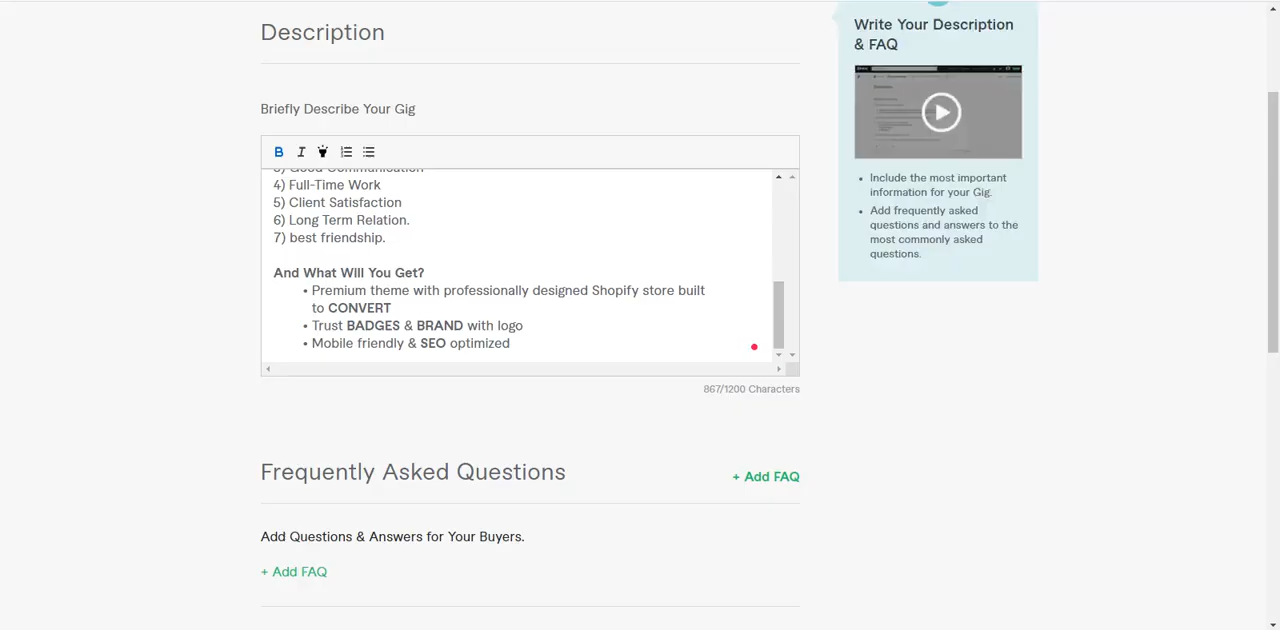 Description
Briefly Describe Your Gig
B I
3) Good Communication
4) Full-Time Work
5) Client Satisfaction
6) Long Term Relation.
7) best friendship.
And What Will You Get?
• Premium theme with professionally designed Shopify store built
to CONVERT
• Trust BADGES & BRAND with logo
• Mobile friendly & SEO optimized
867/1200 Characters
Frequently Asked Questions
+ Add FAQ
Add Questions & Answers for Your Buyers.
+ Add FAQ
Write Your Description
& FAQ
• Include the most important
information for your Gig.
• Add frequently asked
questions and answers to the
most commonly asked
questions.